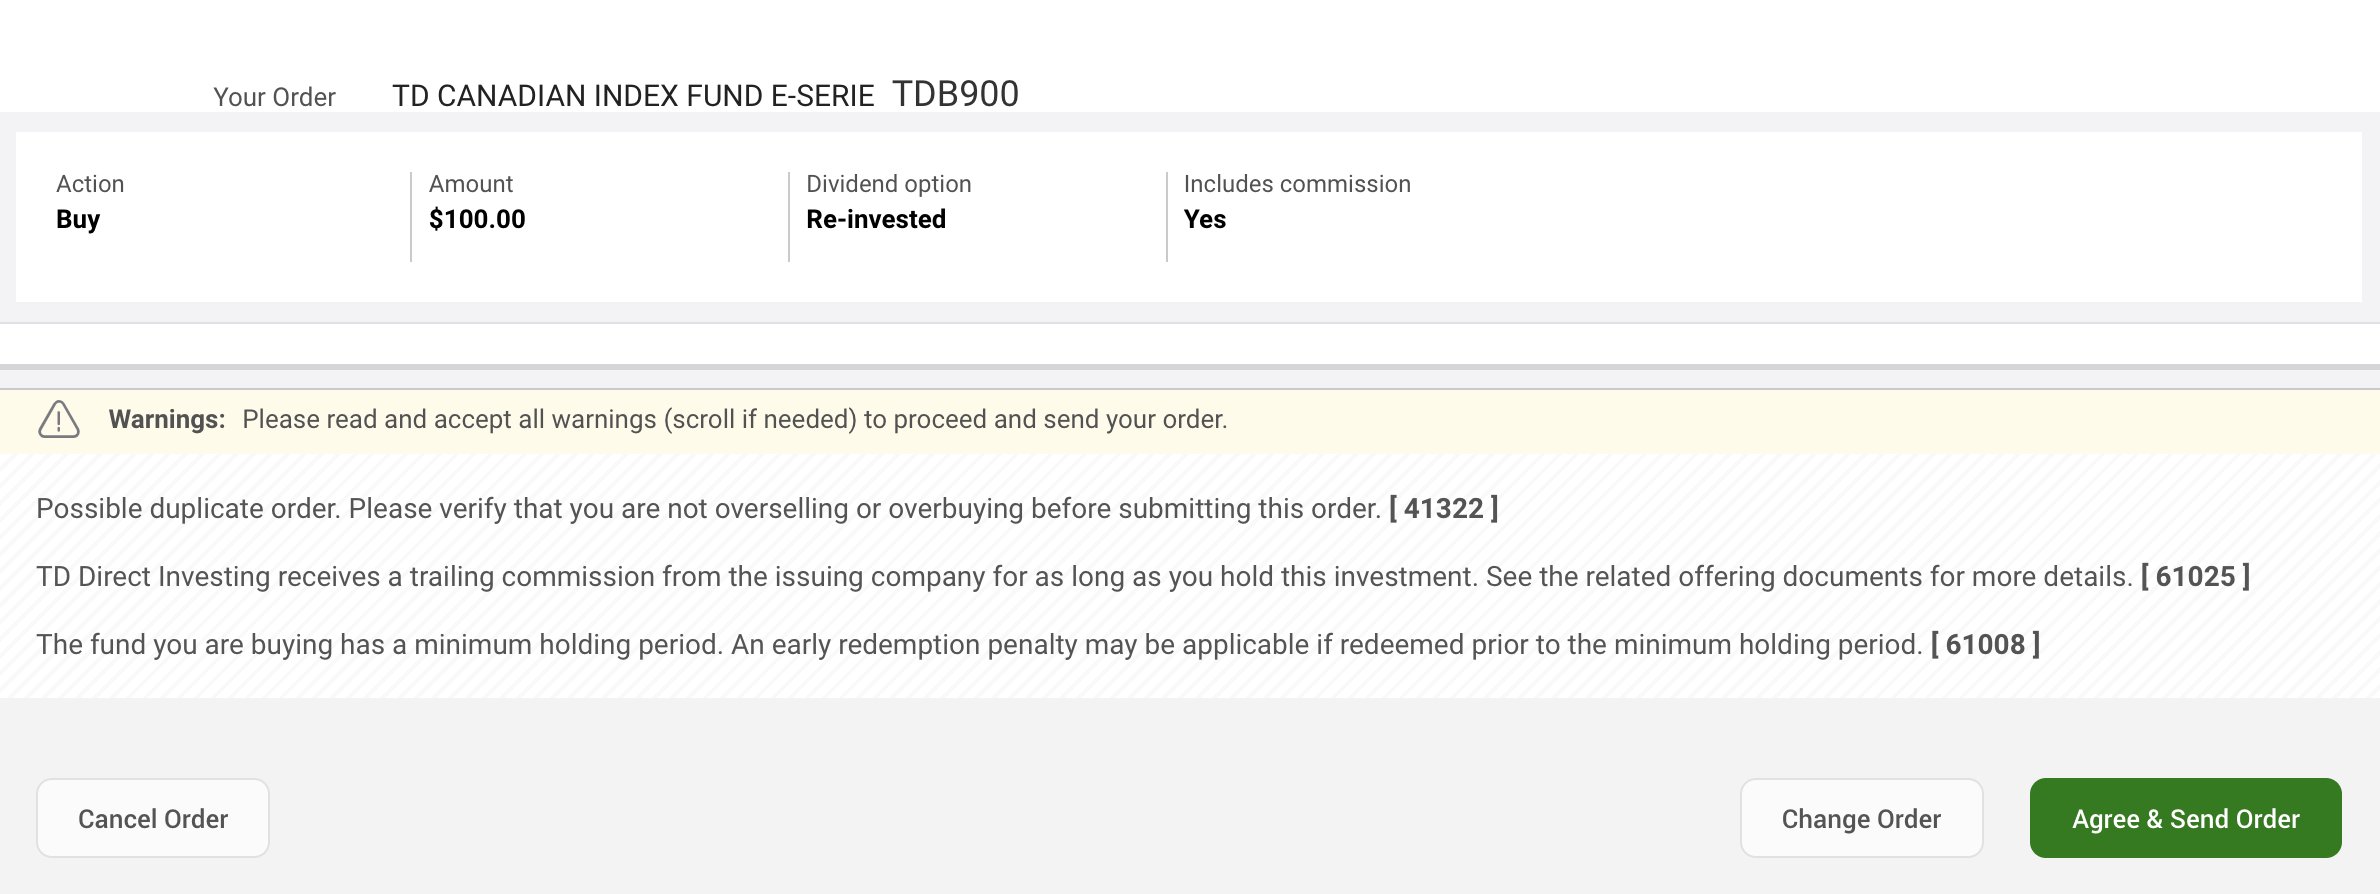 Your Order TD CANADIAN INDEX FUND E-SERIE TDB900
Action Amount Dividend option Includes commission
Buy $100.00 Re-invested Yes
Warnings: Please read and accept all warnings (scroll if needed) to proceed and send your order.
Possible duplicate order. Please verify that you are not overselling or overbuying before submitting this order. [ 41322 ]
TD Direct Investing receives a trailing commission from the issuing company for as long as you hold this investment. See the related offering documents for more details. [ 61025 ]
The fund you are buying has a minimum holding period. An early redemption penalty may be applicable if redeemed prior to the minimum holding period. [ 61008 ]
Cancel Order Change Order Agree & Send Order